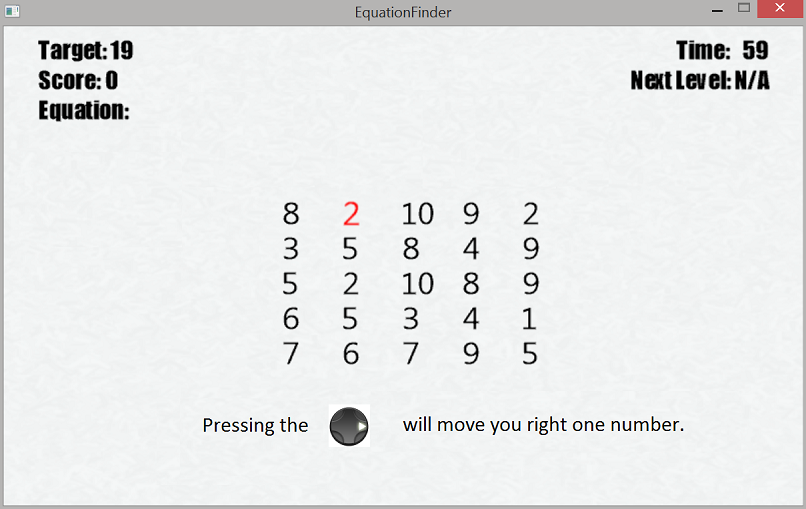 EquationFinder
Target: 19
Time: 59
Score: 0
Next Level: N/A
Equation:
8 2 10 9 2
3 5 8 4 9
5 2 10 8 9
6 5 3 4 1
7 6 7 9 5
Pressing the will move you right one number.